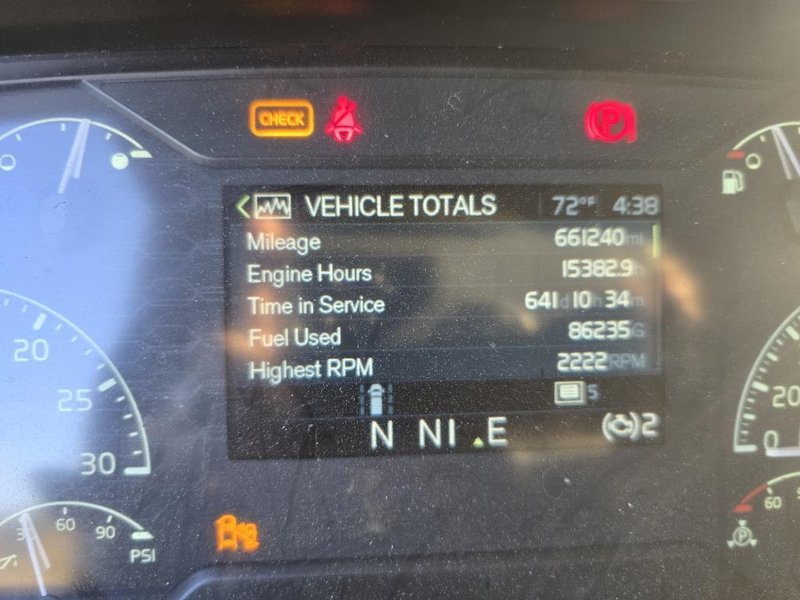 CHECK
P
VEHICLE TOTALS 72°F 4:38
Mileage 661240mi
Engine Hours 15382.9h
Time in Service 641d 10h 34m
Fuel Used 86235G
Highest RPM 2222RPM
5
N N1 E 2
20
25
30
60
90
PSI
20
0
60
P